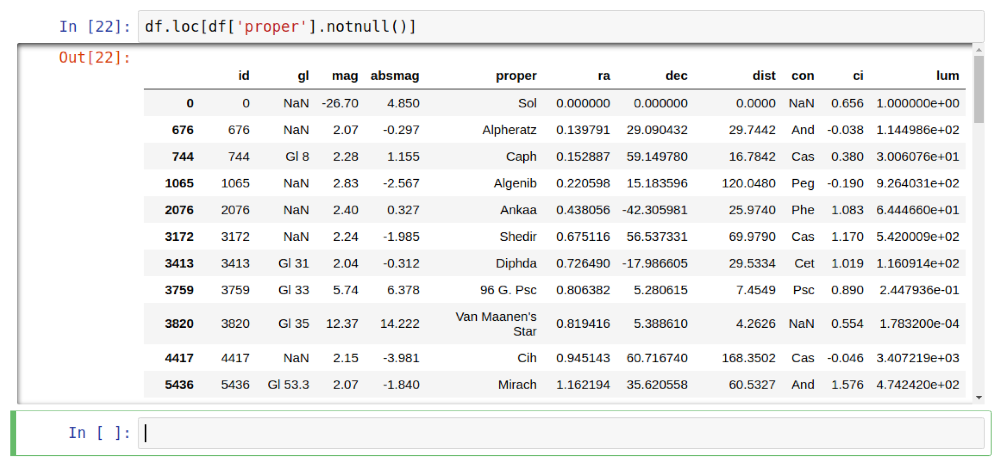 In [22]: df.loc[df['proper'].notnull()]
Out[22]:
id gl mag absmag proper ra dec dist con ci lum
0 0 NaN -26.70 4.850 Sol 0.000000 0.000000 0.0000 NaN 0.656 1.000000e+00
676 676 NaN 2.07 -0.297 Alpheratz 0.139791 29.090432 29.7442 And -0.038 1.144986e+02
744 744 Gl 8 2.28 1.155 Caph 0.152887 59.149780 16.7842 Cas 0.380 3.006076e+01
1065 1065 NaN 2.83 -2.567 Algenib 0.220598 15.183596 120.0480 Peg -0.190 9.264031e+02
2076 2076 NaN 2.40 0.327 Ankaa 0.438056 -42.305981 25.9740 Phe 1.083 6.444660e+01
3172 3172 NaN 2.24 -1.985 Shedir 0.675116 56.537331 69.9790 Cas 1.170 5.420009e+02
3413 3413 Gl 31 2.04 -0.312 Diphda 0.726490 -17.986605 29.5334 Cet 1.019 1.160914e+02
3759 3759 Gl 33 5.74 6.378 96 G. Psc 0.806382 5.280615 7.4549 Psc 0.890 2.447936e-01
3820 3820 Gl 35 12.37 14.222 Van Maanen's
Star 0.819416 5.388610 4.2626 NaN 0.554 1.783200e-04
4417 4417 NaN 2.15 -3.981 Cih 0.945143 60.716740 168.3502 Cas -0.046 3.407219e+03
5436 5436 Gl 53.3 2.07 -1.840 Mirach 1.162194 35.620558 60.5327 And 1.576 4.742420e+02
In [ ]: